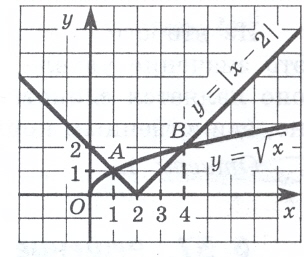 y
y = |x − 2|
2
A
B
1
y = √x
O
1 2 3 4
x